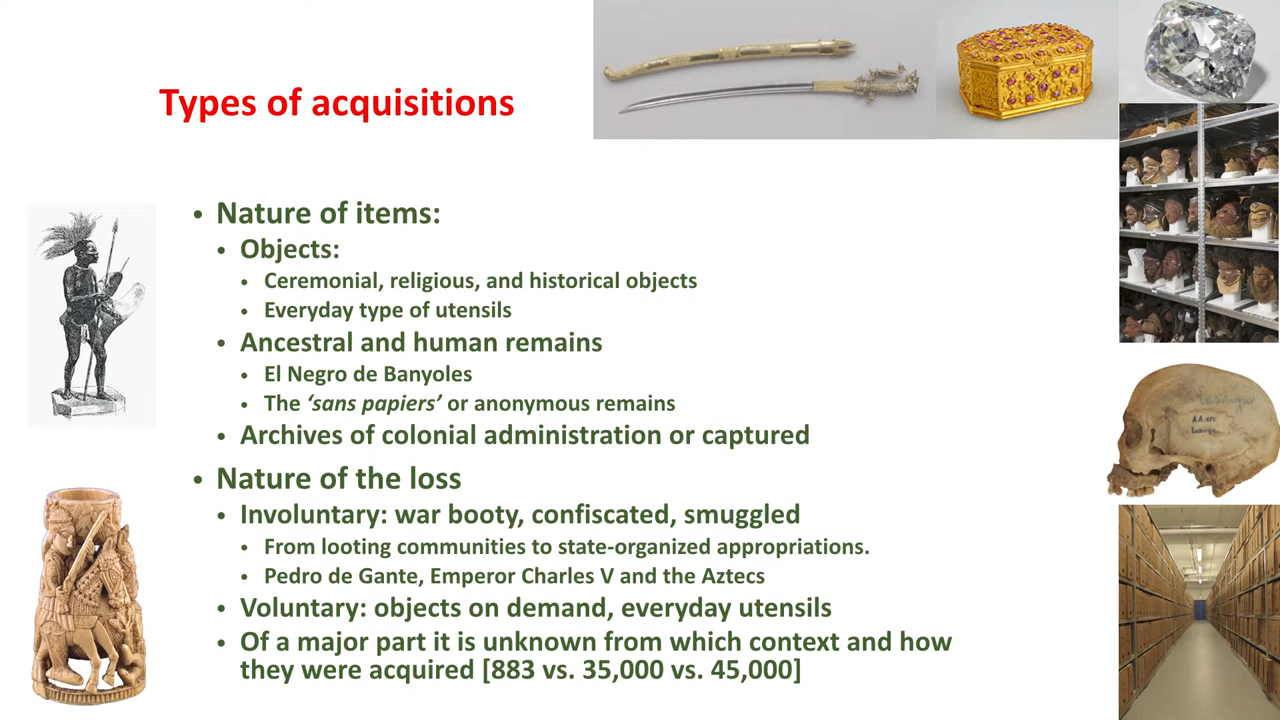 Types of acquisitions
• Nature of items:
• Objects:
• Ceremonial, religious, and historical objects
• Everyday type of utensils
• Ancestral and human remains
• El Negro de Banyoles
• The ‘sans papiers’ or anonymous remains
• Archives of colonial administration or captured
• Nature of the loss
• Involuntary: war booty, confiscated, smuggled
• From looting communities to state-organized appropriations.
• Pedro de Gante, Emperor Charles V and the Aztecs
• Voluntary: objects on demand, everyday utensils
• Of a major part it is unknown from which context and how
they were acquired [883 vs. 35,000 vs. 45,000]